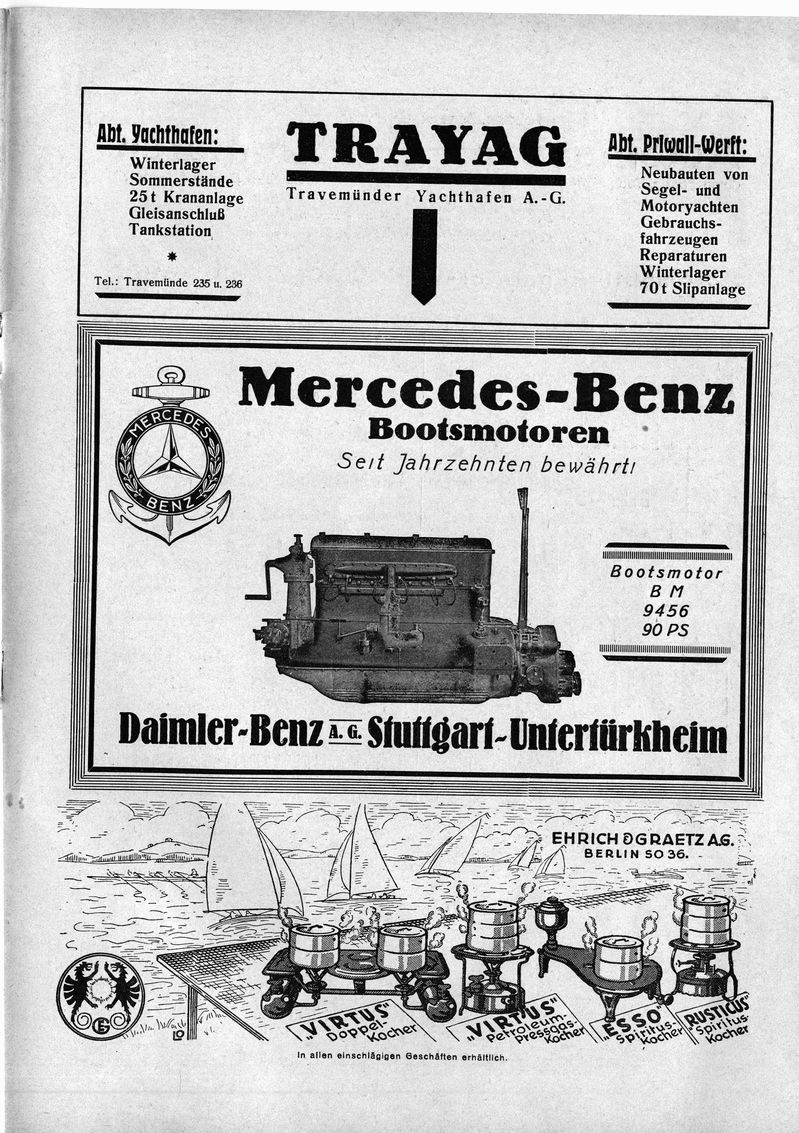 Abt. Yachthafen:
Winterlager
Sommerstände
25 t Krananlage
Gleisanschluß
Tankstation
*
Tel.: Travemünde 235 u. 236
TRAYAG
Travemünder Yachthafen A.-G.
Abt. Priwall-Werft:
Neubauten von
Segel- und
Motoryachten
Gebrauchs-
fahrzeugen
Reparaturen
Winterlager
70 t Slipanlage
MERCEDES
BENZ
Mercedes-Benz
Bootsmotoren
Seit Jahrzehnten bewährt!
Bootsmotor
B M
9456
90 PS
Daimler-Benz A. G. Stuttgart-Untertürkheim
EHRICH & GRAETZ A.G.
BERLIN SO 36.
"VIRTUS"
Doppel-
Kocher
"VIRTUS"
Petroleum-
Pressgas-
Kocher
"ESSO"
Spiritus-
Kocher
"RUSTICUS"
Spiritus-
Kocher
In allen einschlägigen Geschäften erhältlich.